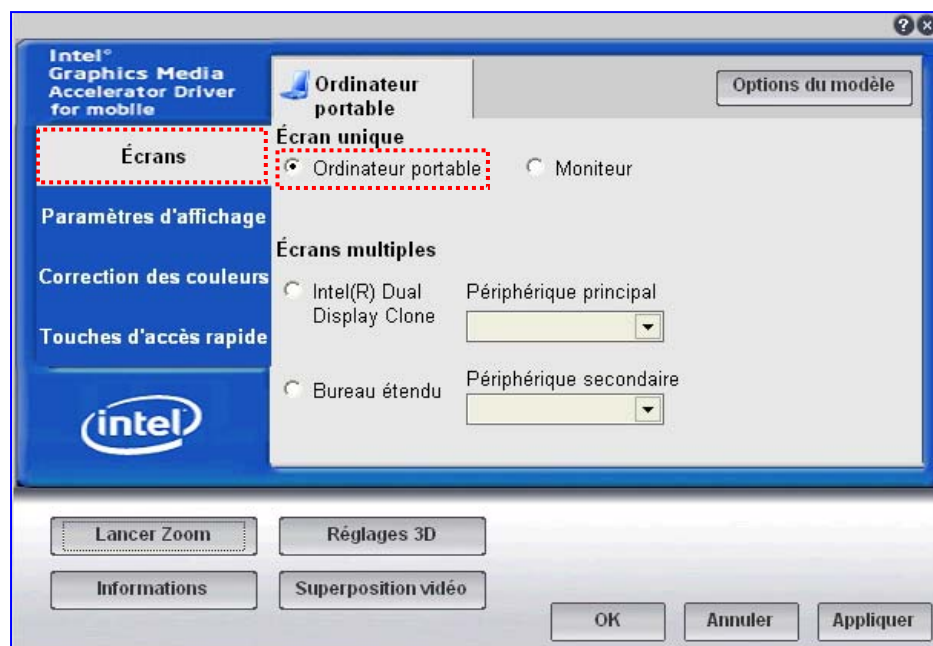 Intel®
Graphics Media
Accelerator Driver
for mobile
Ordinateur
portable
Options du modèle
Écrans
Paramètres d'affichage
Correction des couleurs
Touches d'accès rapide
intel
Écran unique
Ordinateur portable
Moniteur
Écrans multiples
Intel(R) Dual
Display Clone
Périphérique principal
Bureau étendu
Périphérique secondaire
Lancer Zoom
Réglages 3D
Informations
Superposition vidéo
OK
Annuler
Appliquer